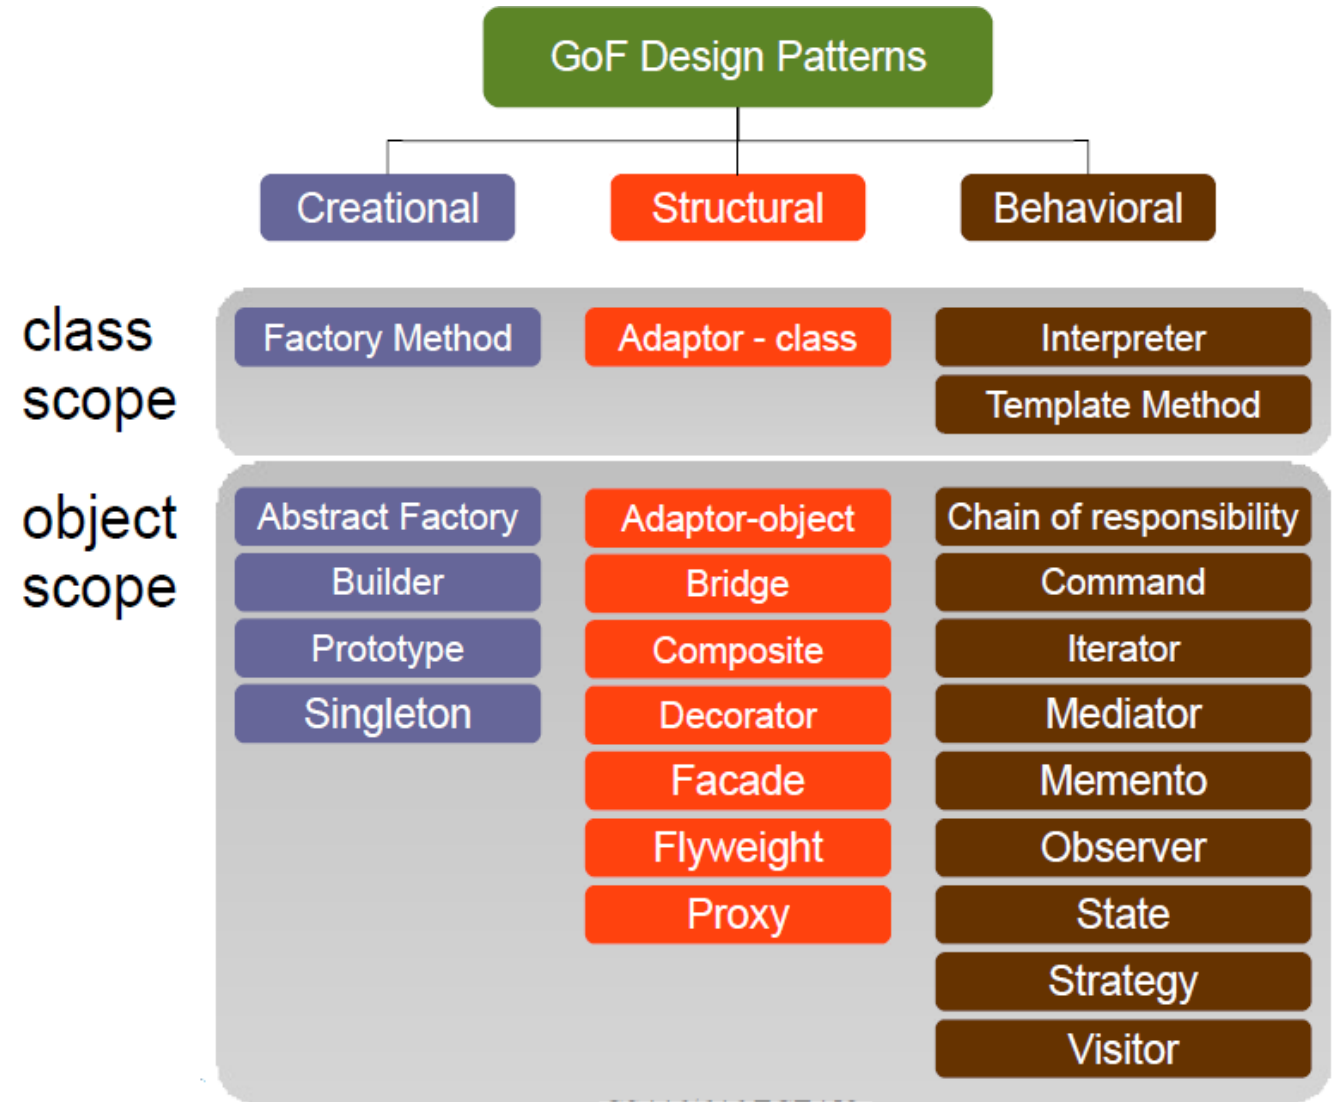 GoF Design Patterns
Creational
Structural
Behavioral
class
scope
Factory Method
Adaptor - class
Interpreter
Template Method
object
scope
Abstract Factory
Builder
Prototype
Singleton
Adaptor-object
Bridge
Composite
Decorator
Facade
Flyweight
Proxy
Chain of responsibility
Command
Iterator
Mediator
Memento
Observer
State
Strategy
Visitor